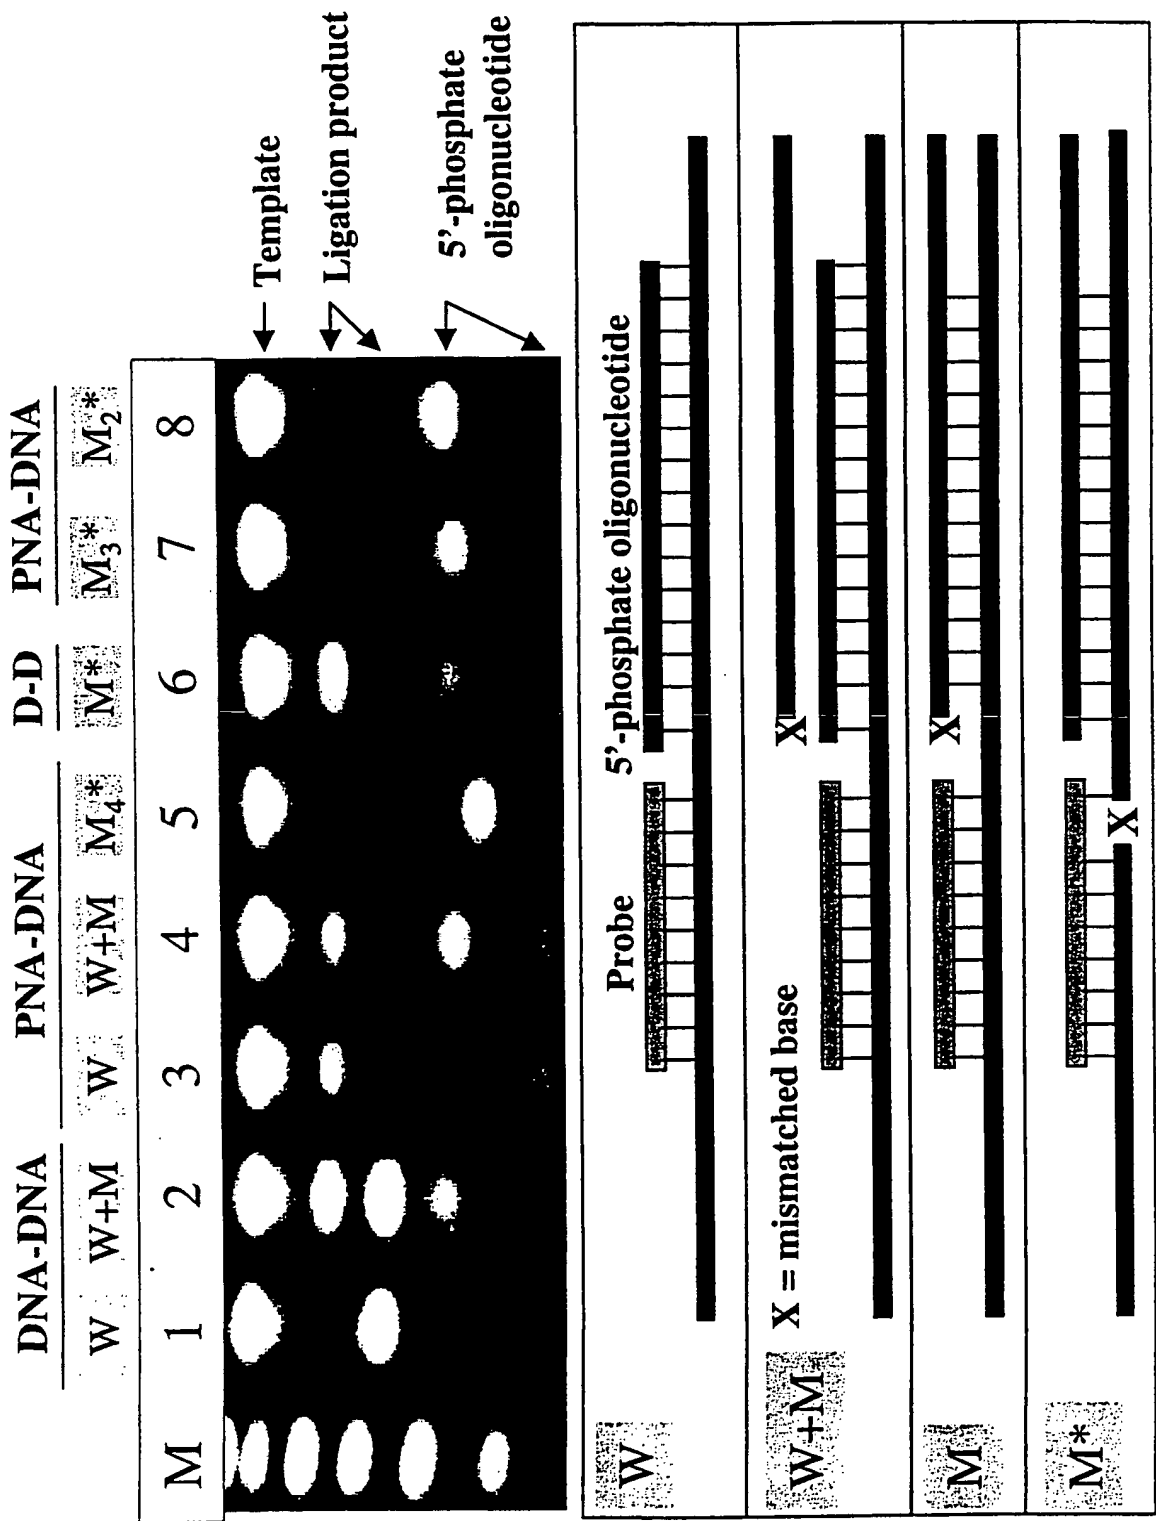 DNA-DNA PNA-DNA D-D PNA-DNA
W W+M W W+M M₄* M* M₃* M₂*
M 1 2 3 4 5 6 7 8
Template
Ligation product
5'-phosphate
oligonucleotide
W
Probe 5'-phosphate oligonucleotide
W+M
X = mismatched base
X
M
X
M*
X